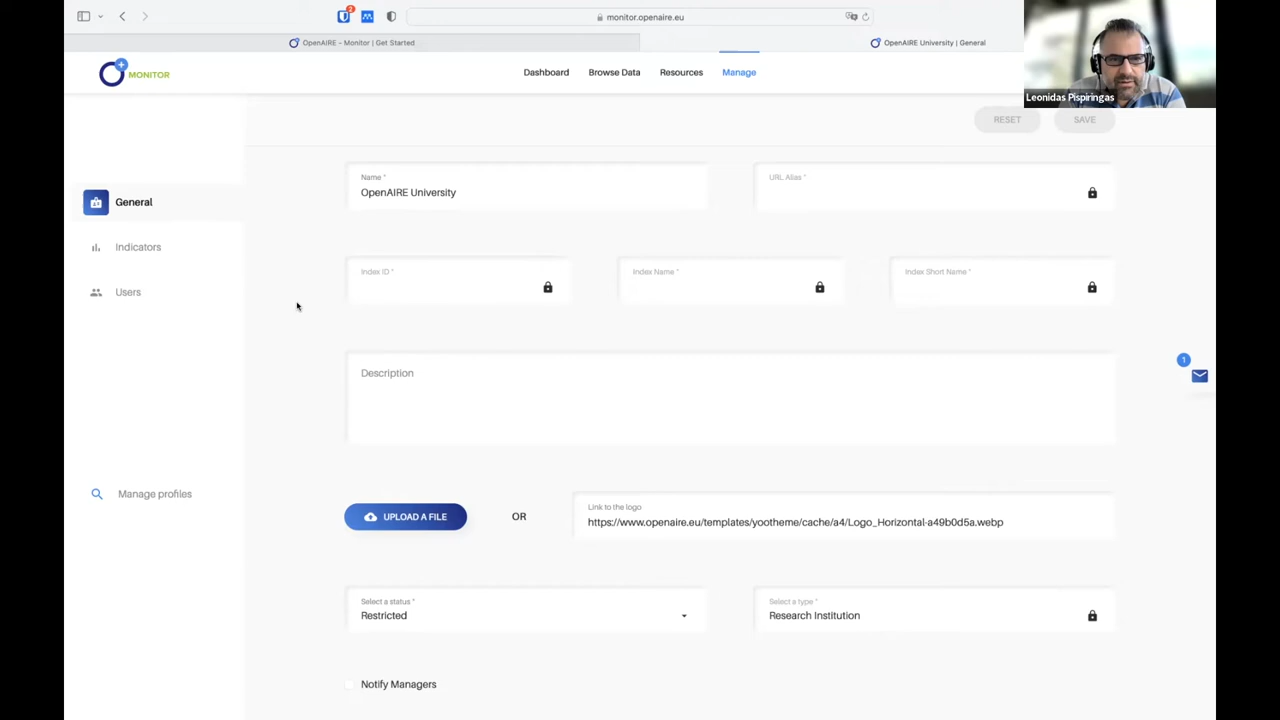 3
monitor.openaire.eu
OpenAIRE – Monitor | Get Started
OpenAIRE University | General
MONITOR
Dashboard
Browse Data
Resources
Manage
Leonidas Pispiringas
RESET
SAVE
General
Indicators
Users
Manage profiles
Name *
OpenAIRE University
URL Alias *
Index ID *
Index Name *
Index Short Name *
Description
1
UPLOAD A FILE
OR
Link to the logo
https://www.openaire.eu/templates/yootheme/cache/a4/Logo_Horizontal-a49b0d5a.webp
Select a status *
Restricted
Select a type *
Research Institution
Notify Managers